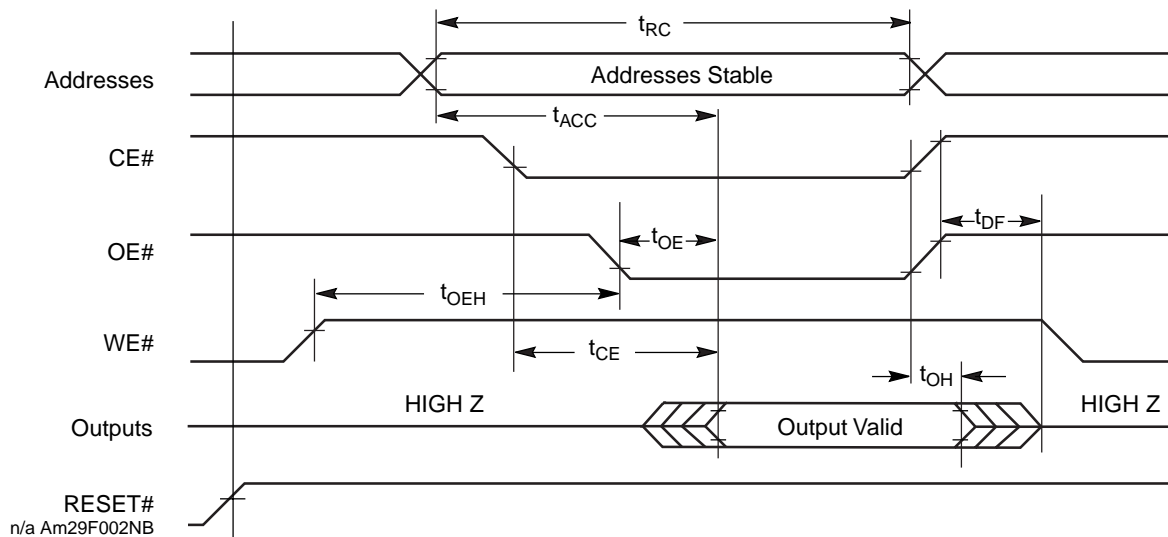 tRC
Addresses
Addresses Stable
tACC
CE#
OE#
tOE
tDF
tOEH
WE#
tCE
tOH
HIGH Z
HIGH Z
Outputs
Output Valid
RESET#
n/a Am29F002NB